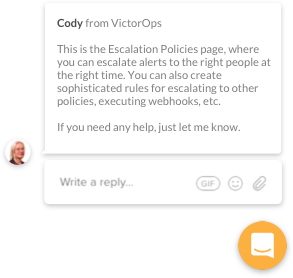 Cody from VictorOps
This is the Escalation Policies page, where
you can escalate alerts to the right people at
the right time. You can also create
sophisticated rules for escalating to other
policies, executing webhooks, etc.
If you need any help, just let me know.
Write a reply...
GIF